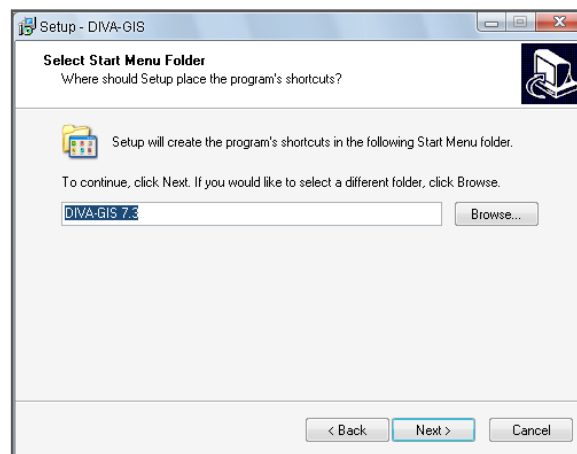 Setup - DIVA-GIS
Select Start Menu Folder
Where should Setup place the program's shortcuts?
Setup will create the program's shortcuts in the following Start Menu folder.
To continue, click Next. If you would like to select a different folder, click Browse.
DIVA-GIS 7.3
Browse...
< Back
Next >
Cancel